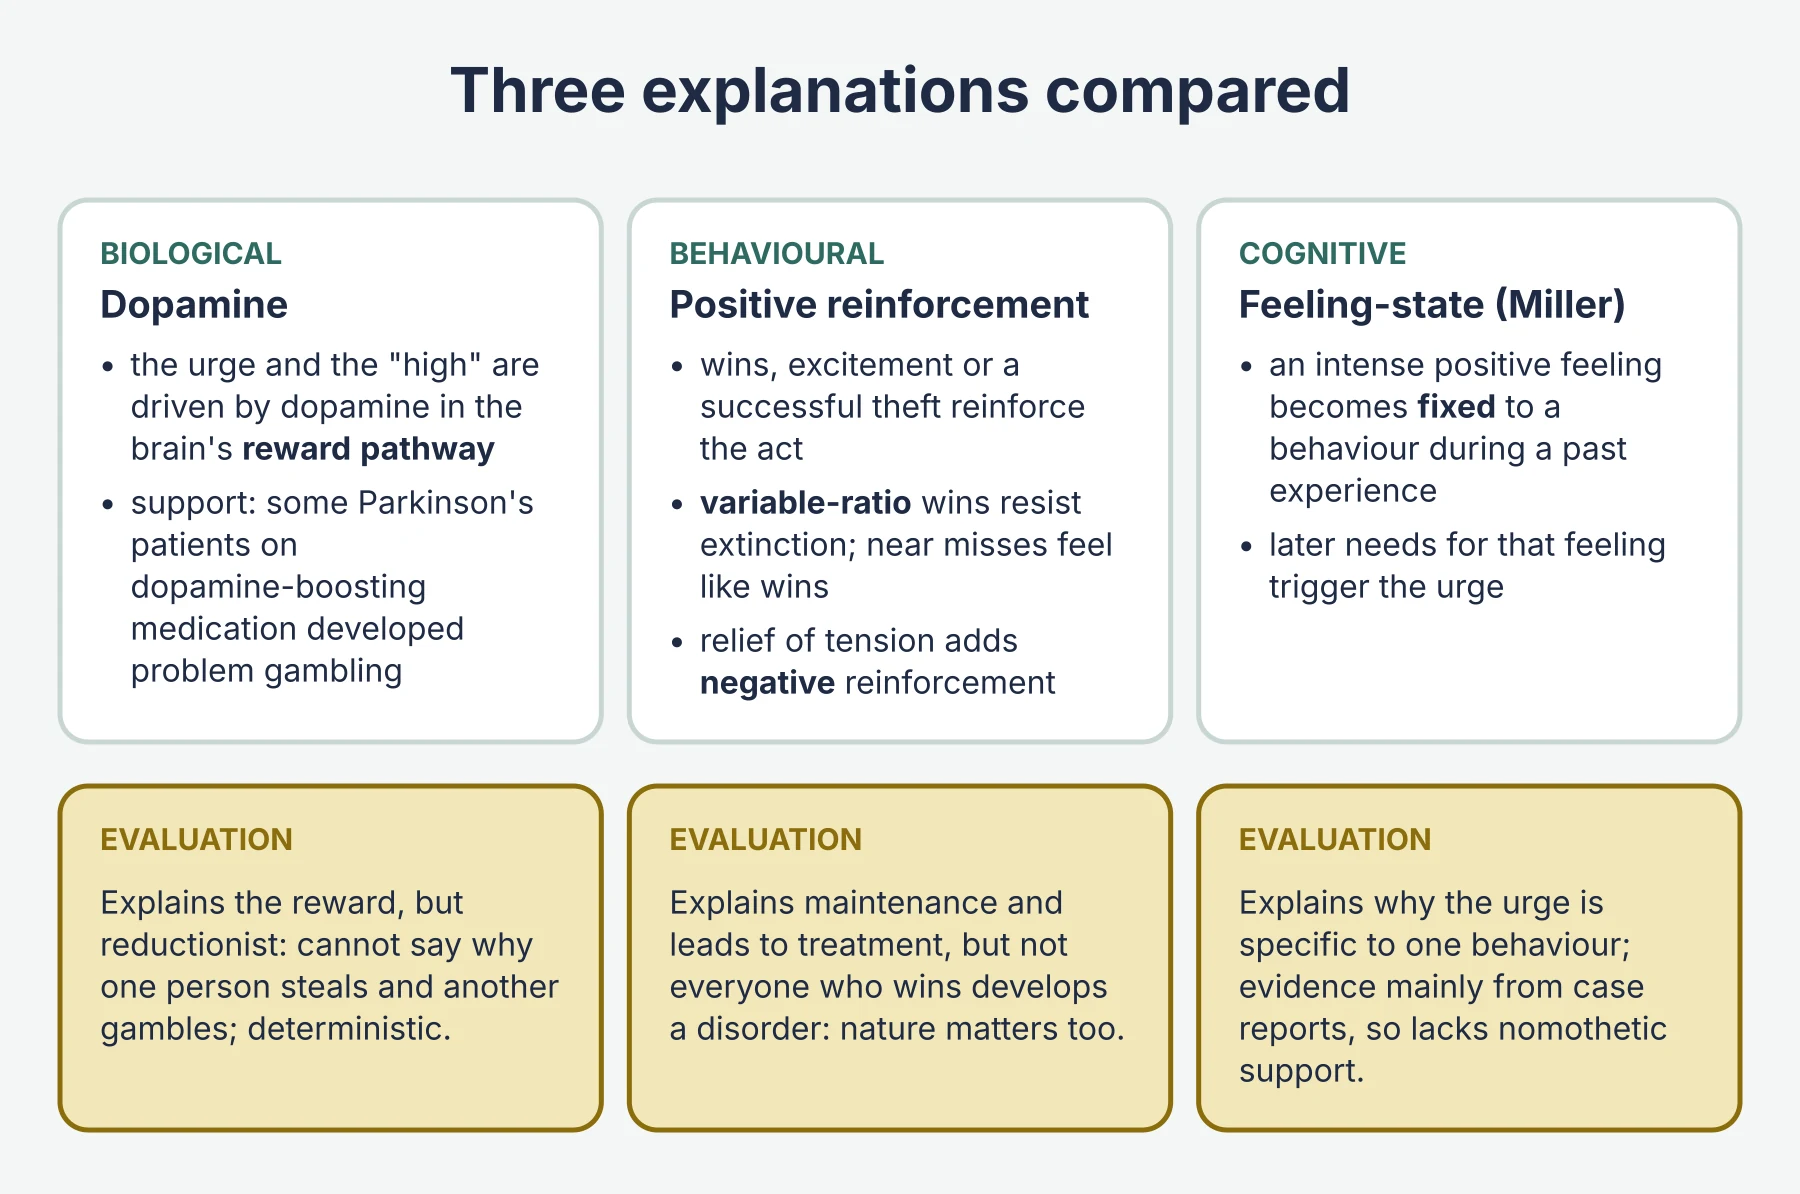 Three explanations compared
BIOLOGICAL
Dopamine
• the urge and the "high" are
driven by dopamine in the
brain's reward pathway
• support: some Parkinson's
patients on
dopamine-boosting
medication developed
problem gambling
BEHAVIOURAL
Positive reinforcement
• wins, excitement or a
successful theft reinforce
the act
• variable-ratio wins resist
extinction; near misses feel
like wins
• relief of tension adds
negative reinforcement
COGNITIVE
Feeling-state (Miller)
• an intense positive feeling
becomes fixed to a
behaviour during a past
experience
• later needs for that feeling
trigger the urge
EVALUATION
Explains the reward, but
reductionist: cannot say why
one person steals and another
gambles; deterministic.
EVALUATION
Explains maintenance and
leads to treatment, but not
everyone who wins develops
a disorder: nature matters too.
EVALUATION
Explains why the urge is
specific to one behaviour;
evidence mainly from case
reports, so lacks nomothetic
support.